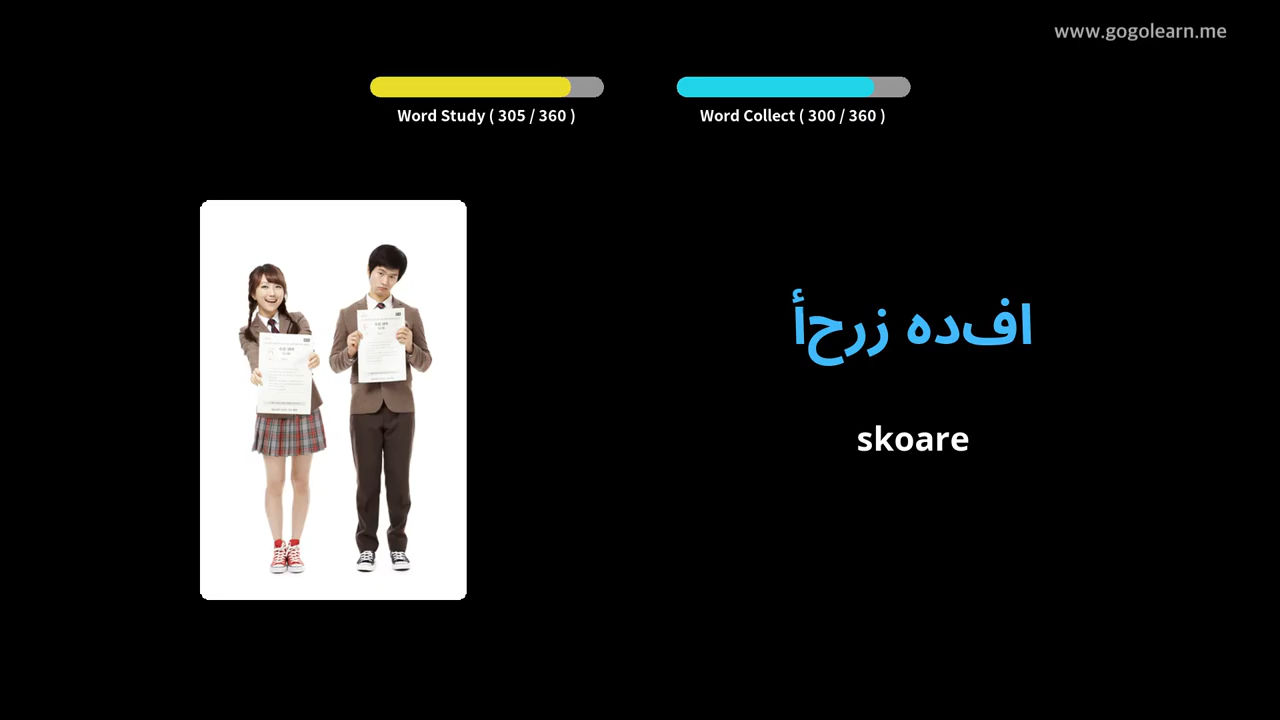 www.gogolearn.me
Word Study ( 305 / 360 )
Word Collect ( 300 / 360 )
افده زرحأ
skoare